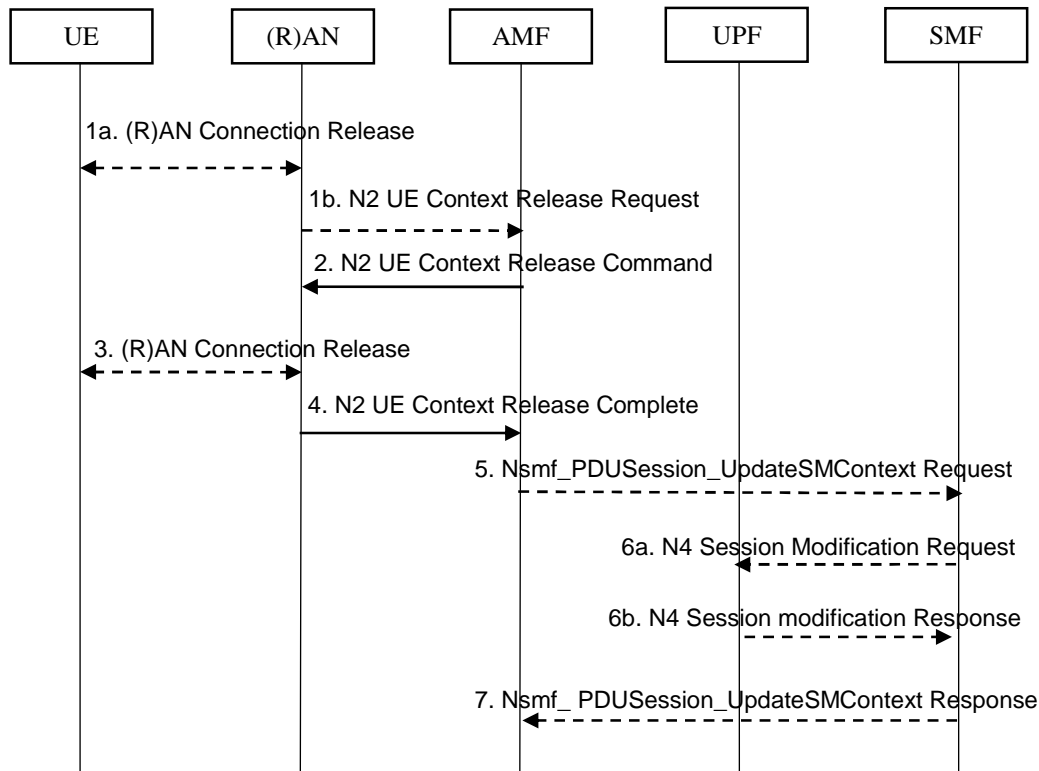 UE
(R)AN
AMF
UPF
SMF
1a. (R)AN Connection Release
1b. N2 UE Context Release Request
2. N2 UE Context Release Command
3. (R)AN Connection Release
4. N2 UE Context Release Complete
5. Nsmf_PDUSession_UpdateSMContext Request
6a. N4 Session Modification Request
6b. N4 Session modification Response
7. Nsmf_ PDUSession_UpdateSMContext Response